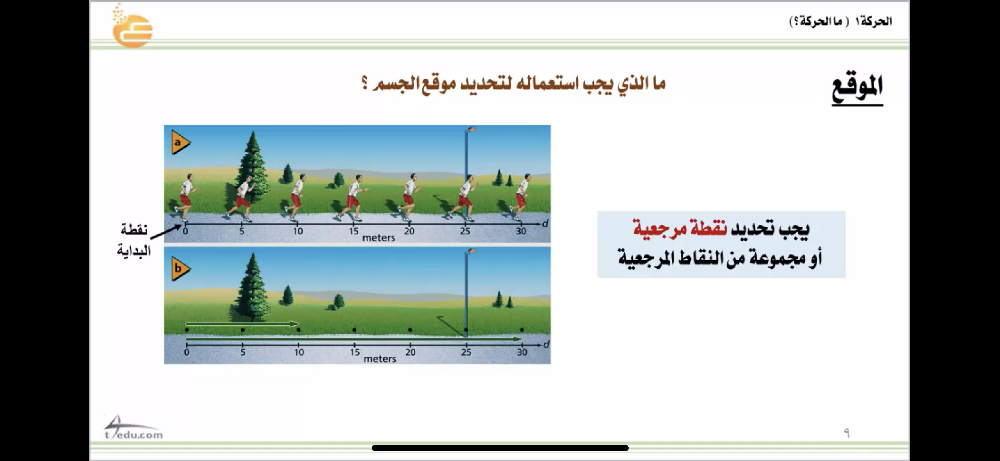 الحركة١ ( ما الحركة؟)
الموقع
ما الذي يجب استعماله لتحديد موقع الجسم ؟
a
0 5 10 15 20 25 30 d
meters
نقطة
البداية
b
0 5 10 15 20 25 30 d
meters
يجب تحديد نقطة مرجعية
أو مجموعة من النقاط المرجعية
t4edu.com
٩